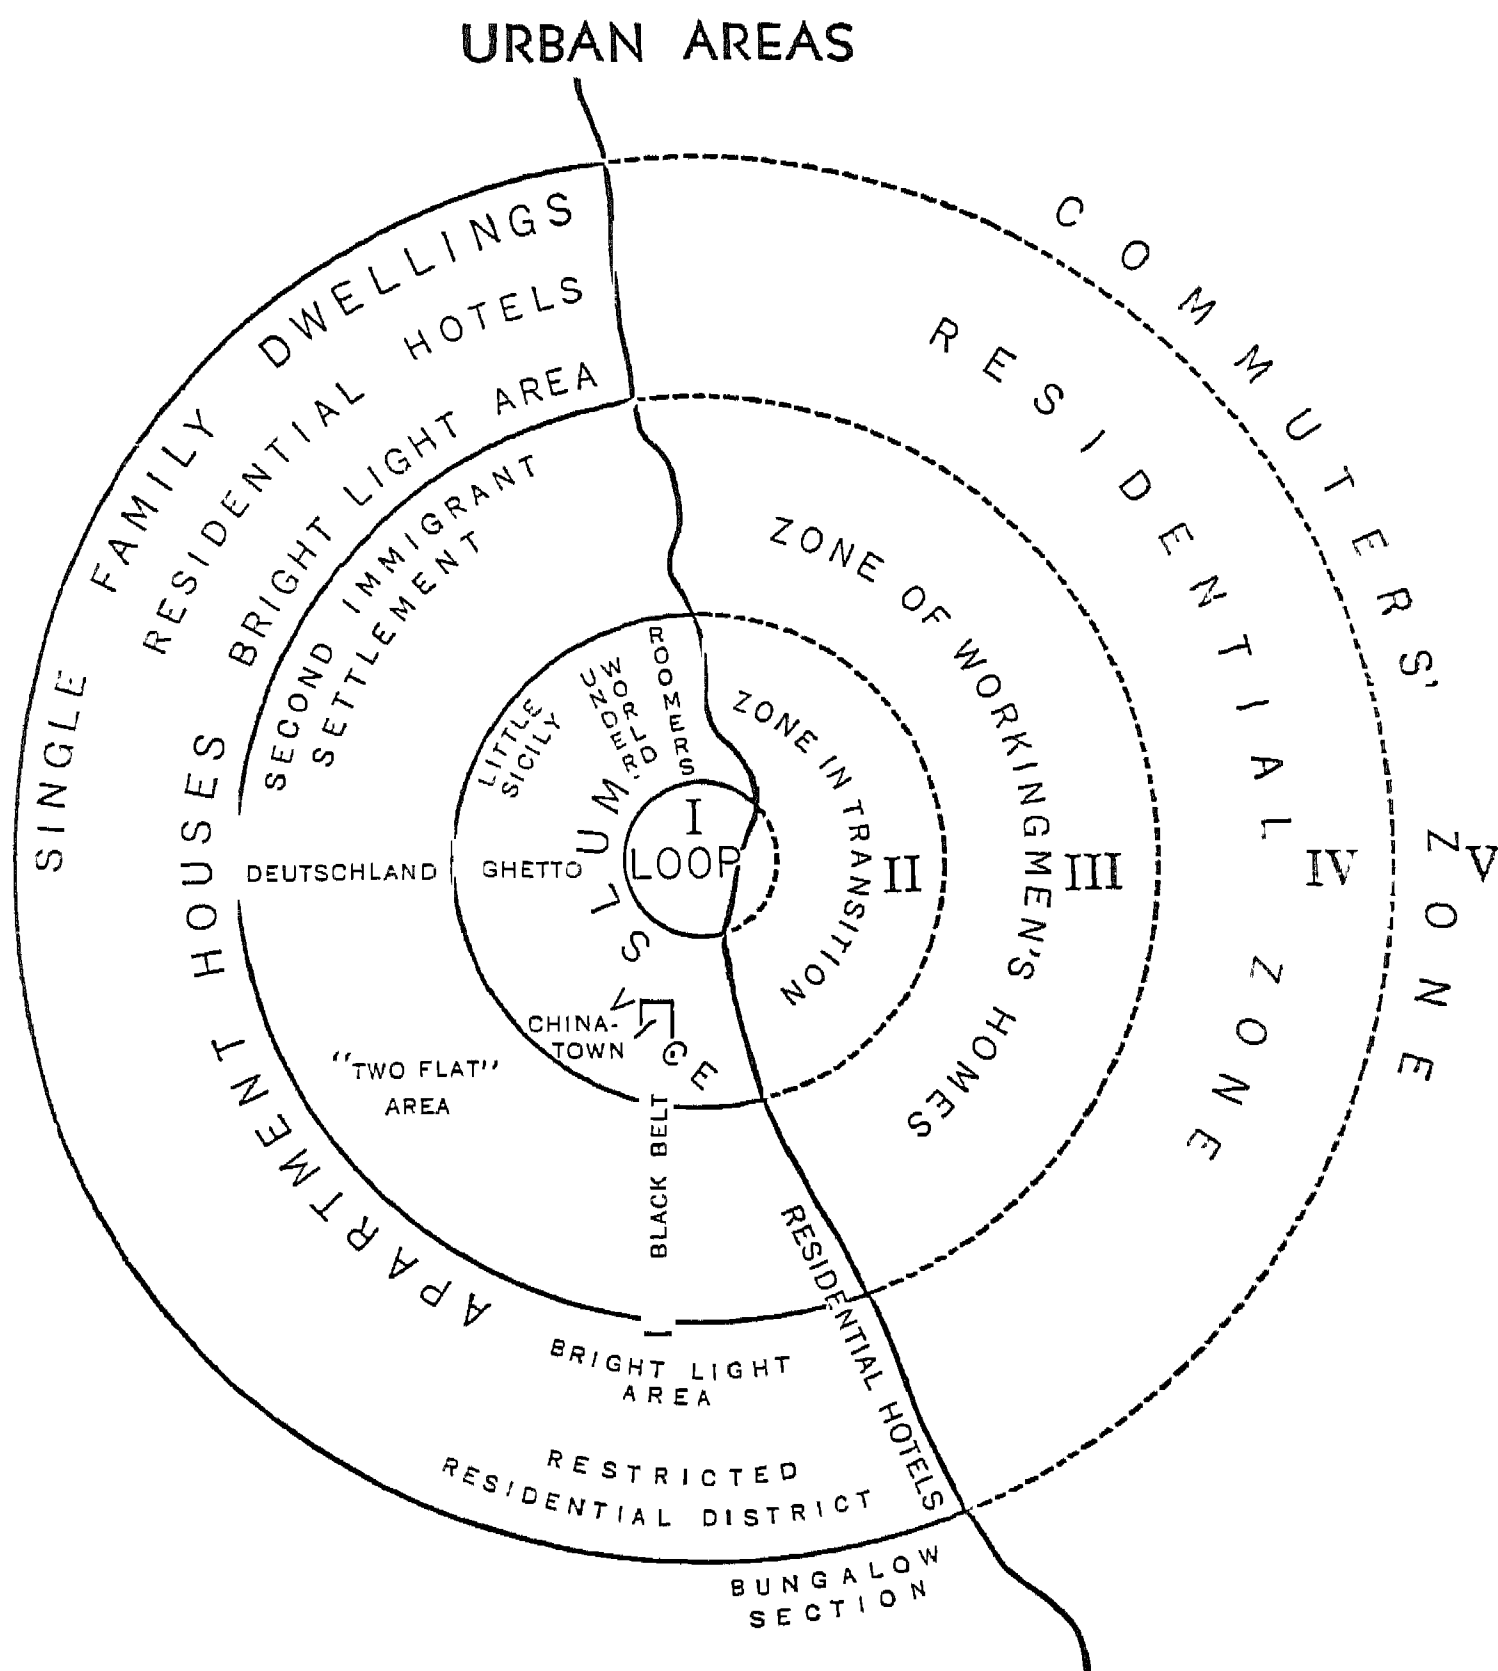 URBAN AREAS
SINGLE FAMILY DWELLINGS
RESIDENTIAL HOTELS
BRIGHT LIGHT AREA
SECOND IMMIGRANT
SETTLEMENT
APARTMENT HOUSES
DEUTSCHLAND
GHETTO
LITTLE
SICILY
UNDER-
WORLD
ROOMERS
SLUM
I
LOOP
CHINA-
TOWN
VICE
"TWO FLAT"
AREA
BLACK BELT
BRIGHT LIGHT
AREA
RESTRICTED
RESIDENTIAL DISTRICT
RESIDENTIAL HOTELS
BUNGALOW
SECTION
ZONE IN TRANSITION
II
ZONE OF WORKINGMEN'S HOMES
III
RESIDENTIAL ZONE
IV
COMMUTERS' ZONE
V